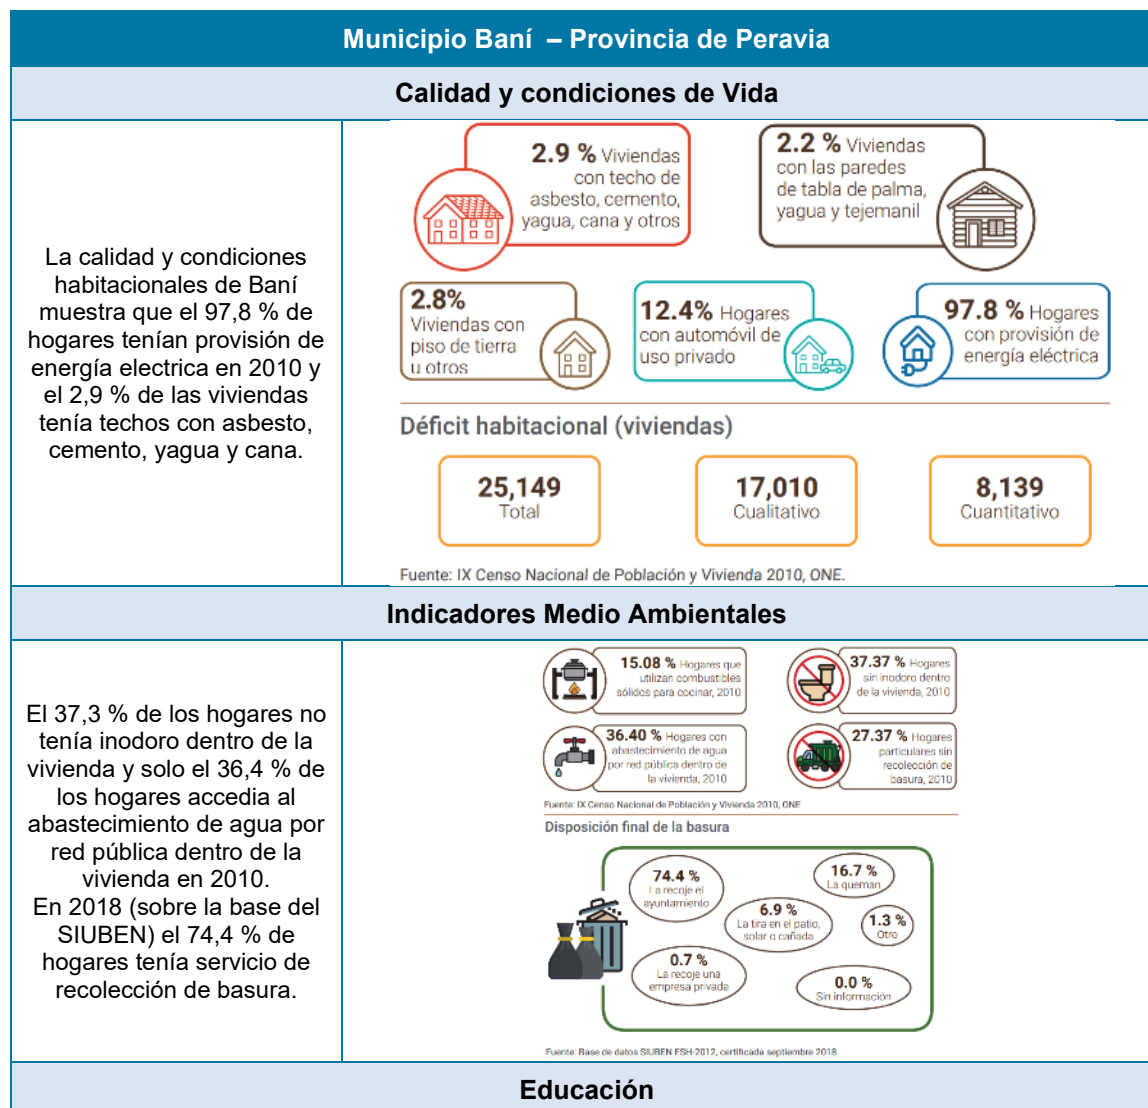 Municipio Baní – Provincia de Peravia
Calidad y condiciones de Vida
La calidad y condiciones
habitacionales de Baní
muestra que el 97,8 % de
hogares tenían provisión de
energía electrica en 2010 y
el 2,9 % de las viviendas
tenía techos con asbesto,
cemento, yagua y cana.
2.9 % Viviendas
con techo de
asbesto, cemento,
yagua, cana y otros
2.2 % Viviendas
con las paredes
de tabla de palma,
yagua y tejemanil
2.8%
Viviendas con
piso de tierra
u otros
12.4% Hogares
con automóvil de
uso privado
97.8 % Hogares
con provisión de
energía eléctrica
Déficit habitacional (viviendas)
25,149
Total
17,010
Cualitativo
8,139
Cuantitativo
Fuente: IX Censo Nacional de Población y Vivienda 2010, ONE.
Indicadores Medio Ambientales
El 37,3 % de los hogares no
tenía inodoro dentro de la
vivienda y solo el 36,4 % de
los hogares accedia al
abastecimiento de agua por
red pública dentro de la
vivienda en 2010.
En 2018 (sobre la base del
SIUBEN) el 74,4 % de
hogares tenía servicio de
recolección de basura.
15.08 % Hogares que
utilizan combustibles
sólidos para cocinar, 2010
37.37 % Hogares
sin inodoro dentro
de la vivienda, 2010
36.40 % Hogares con
abastecimiento de agua
por red pública dentro de
la vivienda, 2010
27.37 % Hogares
particulares sin
recolección de
basura, 2010
Fuente: IX Censo Nacional de Población y Vivienda 2010, ONE
Disposición final de la basura
74.4 %
La recoje el
ayuntamiento
16.7 %
La queman
6.9 %
La tira en el patio,
solar o cañada
1.3 %
Otro
0.7 %
La recoje una
empresa privada
0.0 %
Sin información
Fuente: Base de datos SIUBEN ESH-2012, certificada septiembre 2018.
Educación